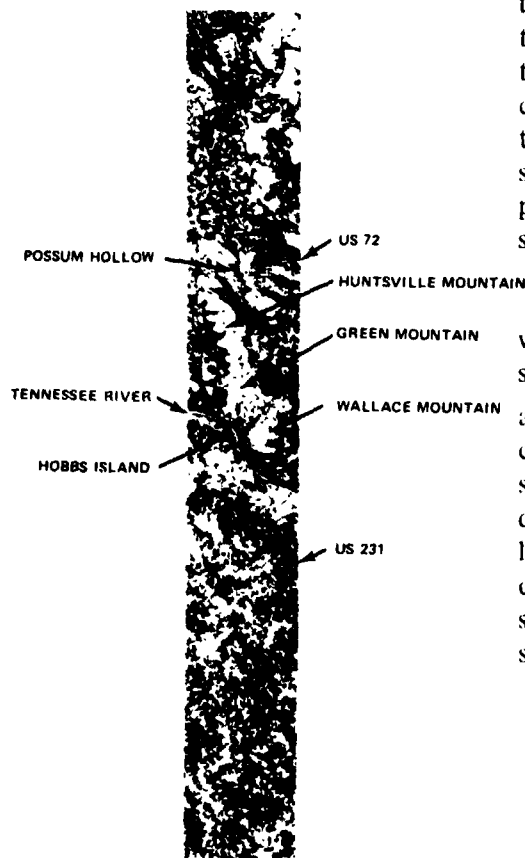 US 72
POSSUM HOLLOW
HUNTSVILLE MOUNTAIN
GREEN MOUNTAIN
TENNESSEE RIVER
WALLACE MOUNTAIN
HOBBS ISLAND
US 231